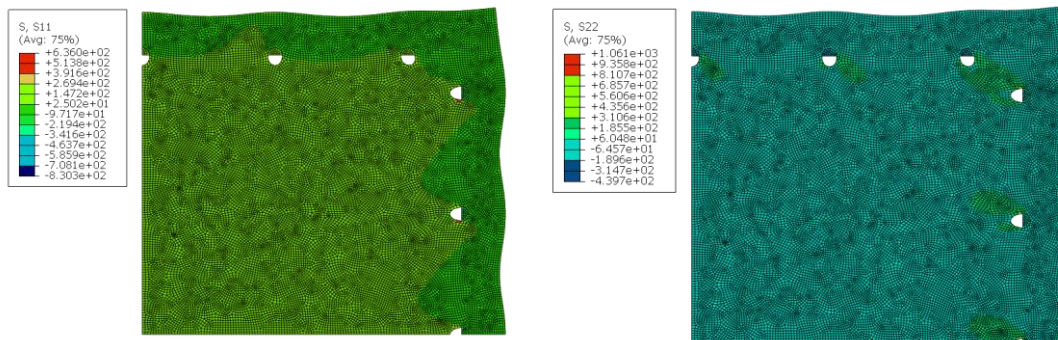 S, S11
(Avg: 75%)
+6.360e+02
+5.138e+02
+3.916e+02
+2.694e+02
+1.472e+02
+2.502e+01
-9.717e+01
-2.194e+02
-3.416e+02
-4.637e+02
-5.859e+02
-7.081e+02
-8.303e+02
S, S22
(Avg: 75%)
+1.061e+03
+9.358e+02
+8.107e+02
+6.857e+02
+5.606e+02
+4.356e+02
+3.106e+02
+1.855e+02
+6.048e+01
-6.457e+01
-1.896e+02
-3.147e+02
-4.397e+02